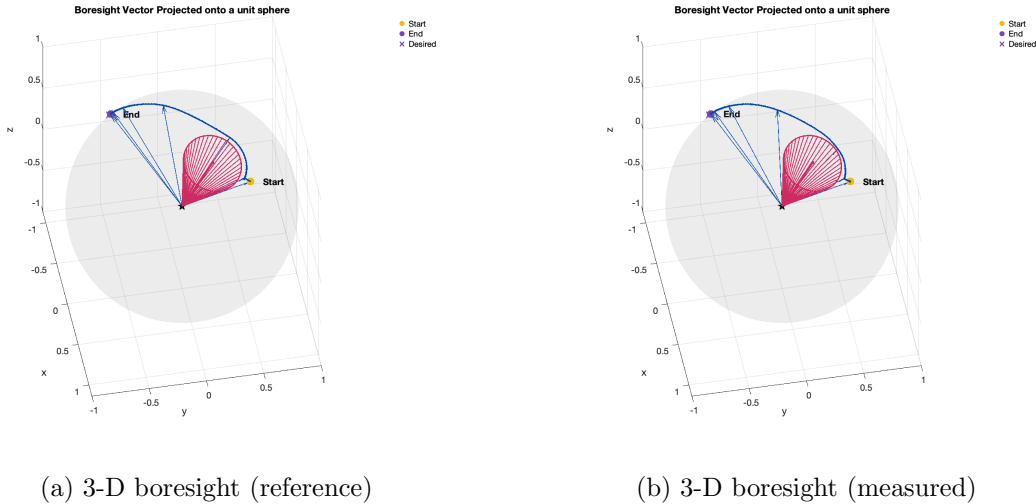 Boresight Vector Projected onto a unit sphere
Start
End
Desired
1
0.5
0
-0.5
-1
z
End
Start
-1
-0.5
0
0.5
1
x
-1
-0.5
0
0.5
1
y
(a) 3-D boresight (reference)
Boresight Vector Projected onto a unit sphere
Start
End
Desired
1
0.5
0
-0.5
-1
z
End
Start
-1
-0.5
0
0.5
1
x
-1
-0.5
0
0.5
1
y
(b) 3-D boresight (measured)